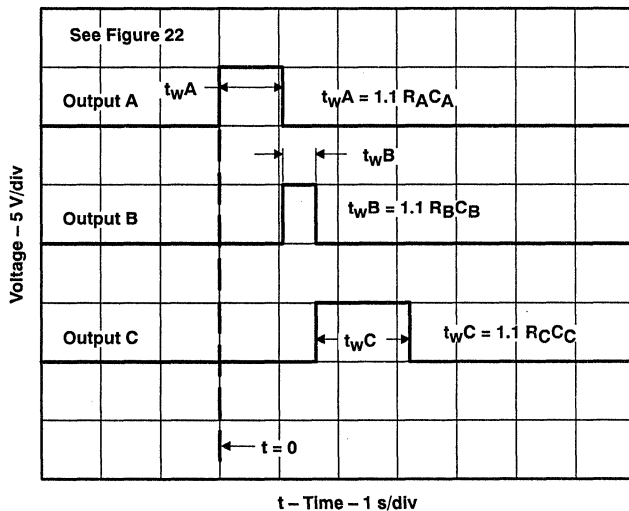 See Figure 22
twA
Output A
twA = 1.1 RACA
twB
Output B
twB = 1.1 RBCB
Output C
twC
twC = 1.1 RCCC
t = 0
Voltage – 5 V/div
t – Time – 1 s/div